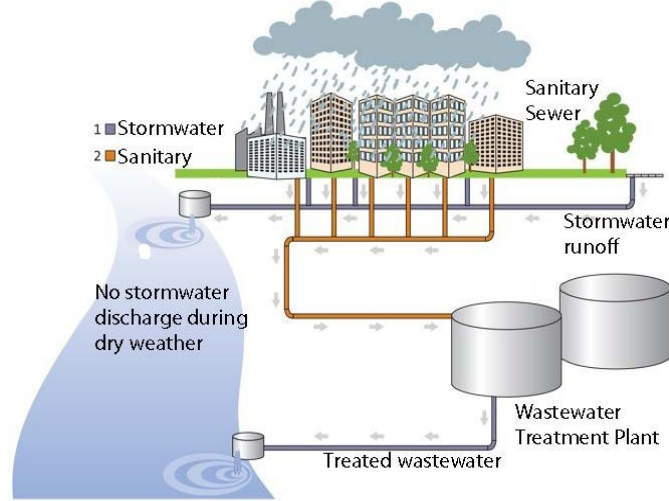 Sanitary
Sewer
1 Stormwater
2 Sanitary
Stormwater
runoff
No stormwater
discharge during
dry weather
Wastewater
Treatment Plant
Treated wastewater